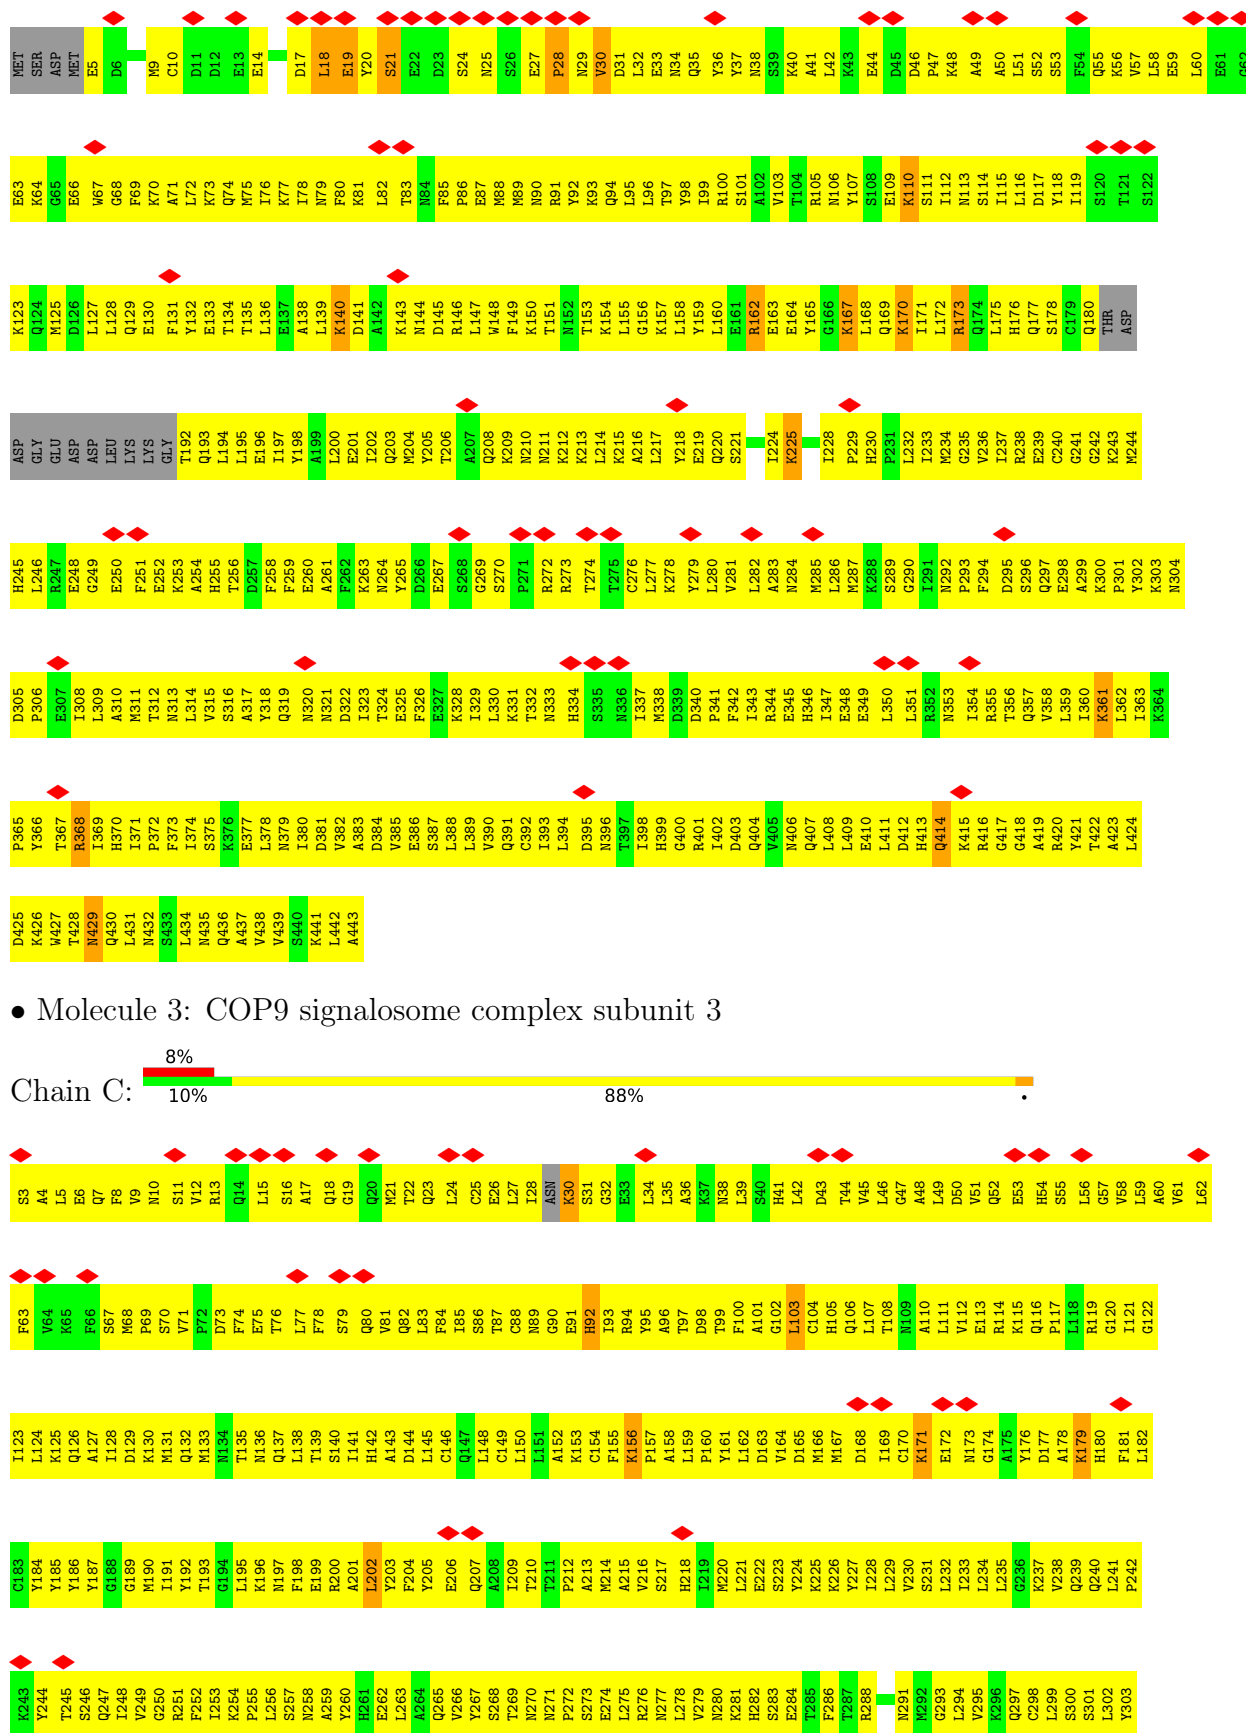 MET SER ASP MET E5 D6 M9 C10 D11 D12 E13 E14 D17 L18 E19 Y20 S21 E22 D23 S24 N25 S26 E27 P28 N29 V30 D31 L32 E33 N34 Q35 Y36 Y37 N38 S39 K40 A41 L42 K43 E44 D45 D46 P47 K48 A49 A50 L51 S52 S53 F54 Q55 K56 V57 L58 E59 L60 E61 G62
E63 K64 G65 E66 W67 G68 F69 K70 A71 L72 K73 Q74 M75 I76 K77 I78 N79 F80 K81 L82 T83 N84 F85 P86 E87 M88 M89 N90 R91 Y92 K93 Q94 L95 L96 T97 Y98 I99 R100 S101 A102 V103 T104 R105 N106 Y107 S108 E109 K110 S111 I112 N113 S114 I115 L116 D117 Y118 I119 S120 T121 S122
K123 Q124 M125 D126 L127 L128 Q129 E130 F131 Y132 E133 T134 T135 L136 E137 A138 L139 K140 D141 A142 K143 N144 D145 R146 L147 W148 F149 K150 T151 N152 T153 K154 L155 G156 K157 L158 Y159 L160 E161 R162 E163 E164 Y165 G166 K167 L168 Q169 K170 I171 L172 R173 Q174 L175 H176 Q177 S178 C179 Q180 THR ASP
ASP GLY GLU ASP ASP LEU LYS LYS GLY T192 Q193 L194 L195 E196 I197 Y198 A199 L200 E201 I202 Q203 M204 Y205 T206 A207 Q208 K209 N210 N211 K212 K213 L214 K215 A216 L217 Y218 E219 Q220 S221 I224 K225 I228 P229 H230 P231 L232 I233 M234 G235 V236 I237 R238 E239 C240 G241 G242 K243 M244
H245 L246 R247 E248 G249 E250 F251 E252 K253 A254 H255 T256 D257 F258 F259 E260 A261 F262 K263 N264 Y265 D266 E267 S268 G269 S270 P271 R272 R273 T274 T275 C276 L277 K278 Y279 L280 V281 L282 A283 N284 M285 L286 M287 K288 S289 G290 I291 N292 P293 F294 D295 S296 Q297 E298 A299 K300 P301 Y302 K303 N304
D305 P306 E307 I308 L309 A310 M311 T312 N313 L314 V315 S316 A317 Y318 Q319 N320 N321 D322 I323 T324 E325 F326 E327 K328 I329 L330 K331 T332 N333 H334 S335 N336 I337 M338 D339 D340 P341 F342 I343 R344 E345 H346 I347 E348 E349 L350 L351 R352 N353 I354 R355 T356 Q357 V358 L359 I360 K361 L362 I363 K364
P365 Y366 T367 R368 I369 H370 I371 P372 F373 I374 S375 K376 E377 L378 N379 I380 D381 V382 A383 D384 V385 E386 S387 L388 L389 V390 Q391 C392 I393 L394 D395 N396 T397 I398 H399 G400 R401 I402 D403 Q404 V405 N406 Q407 L408 L409 E410 L411 D412 H413 Q414 K415 R416 G417 G418 A419 R420 Y421 T422 A423 L424
D425 K426 W427 T428 N429 Q430 L431 N432 S433 L434 N435 Q436 A437 V438 V439 S440 K441 L442 A443
• Molecule 3: COP9 signalosome complex subunit 3
8%
Chain C:
10% 88% •
S3 A4 L5 E6 Q7 F8 V9 N10 S11 V12 R13 Q14 L15 S16 A17 Q18 G19 Q20 M21 T22 Q23 L24 C25 E26 L27 I28 ASN K30 S31 G32 E33 L34 L35 A36 K37 N38 L39 S40 H41 L42 D43 T44 V45 L46 G47 A48 L49 D50 V51 Q52 E53 H54 S55 L56 G57 V58 L59 A60 V61 L62
F63 V64 K65 F66 S67 M68 P69 S70 V71 P72 D73 F74 E75 T76 L77 F78 S79 Q80 V81 Q82 L83 F84 I85 S86 T87 C88 N89 G90 E91 H92 I93 R94 Y95 A96 T97 D98 T99 F100 A101 G102 L103 C104 H105 Q106 L107 T108 N109 A110 L111 V112 E113 R114 K115 Q116 P117 L118 R119 G120 I121 G122
I123 L124 K125 Q126 A127 I128 D129 K130 M131 Q132 M133 N134 T135 N136 Q137 L138 T139 S140 I141 H142 A143 D144 L145 C146 Q147 L148 C149 L150 L151 A152 K153 C154 F155 K156 P157 A158 L159 P160 Y161 L162 D163 V164 D165 M166 M167 D168 I169 C170 K171 E172 N173 G174 A175 Y176 D177 A178 K179 H180 F181 L182
C183 Y184 Y185 Y186 Y187 G188 G189 M190 I191 Y192 T193 G194 L195 K196 N197 F198 E199 R200 A201 L202 Y203 F204 Y205 E206 Q207 A208 I209 T210 T211 P212 A213 M214 A215 V216 S217 H218 I219 M220 L221 E222 S223 Y224 K225 K226 Y227 I228 L229 V230 S231 L232 I233 L234 L235 G236 K237 V238 Q239 Q240 L241 P242
K243 Y244 T245 S246 Q247 I248 V249 G250 R251 F252 I253 K254 P255 L256 S257 N258 A259 Y260 H261 E262 L263 A264 Q265 V266 Y267 S268 T269 N270 N271 P272 S273 E274 L275 R276 N277 L278 V279 N280 K281 H282 S283 E284 T285 F286 T287 R288 N291 M292 G293 L294 V295 K296 Q297 C298 L299 S300 S301 L302 Y303